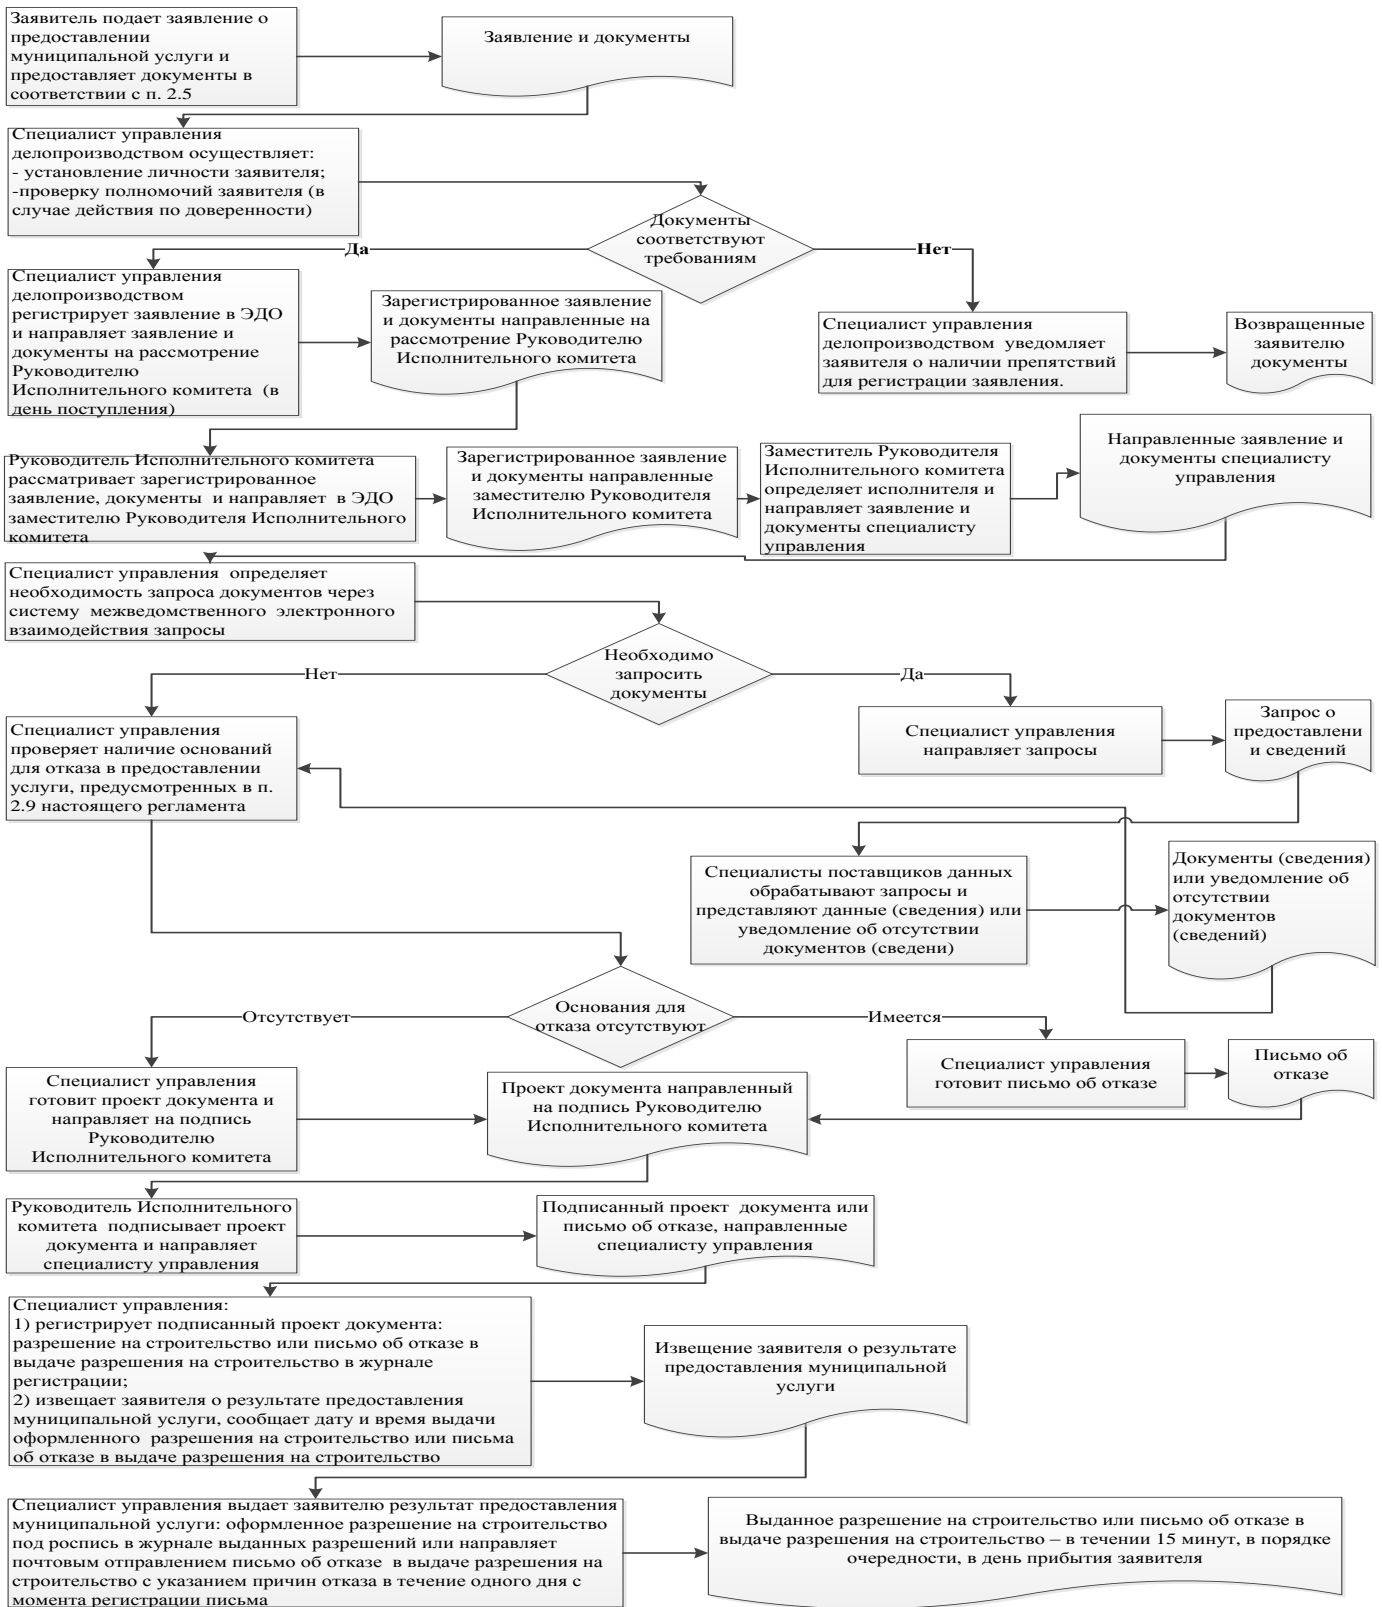 Заявитель подает заявление о
предоставлении
муниципальной услуги и
предоставляет документы в
соответствии с п. 2.5
Заявление и документы
Специалист управления
делопроизводством осуществляет:
- установление личности заявителя;
-проверку полномочий заявителя (в
случае действия по доверенности)
Документы
соответствуют
требованиям
Да
Нет
Специалист управления
делопроизводством
регистрирует заявление в ЭДО
и направляет заявление и
документы на рассмотрение
Руководителю
Исполнительного комитета (в
день поступления)
Зарегистрированное заявление
и документы направленные на
рассмотрение Руководителю
Исполнительного комитета
Специалист управления
делопроизводством уведомляет
заявителя о наличии препятствий
для регистрации заявления.
Возвращенные
заявителю
документы
Руководитель Исполнительного комитета
рассматривает зарегистрированное
заявление, документы и направляет в ЭДО
заместителю Руководителя Исполнительного
комитета
Зарегистрированное заявление
и документы направленные
заместителю Руководителя
Исполнительного комитета
Заместитель Руководителя
Исполнительного комитета
определяет исполнителя и
направляет заявление и
документы специалисту
управления
Направленные заявление и
документы специалисту
управления
Специалист управления определяет
необходимость запроса документов через
систему межведомственного электронного
взаимодействия запросы
Необходимо
запросить
документы
Нет
Да
Специалист управления
проверяет наличие оснований
для отказа в предоставлении
услуги, предусмотренных в п.
2.9 настоящего регламента
Специалист управления
направляет запросы
Запрос о
предоставлени
и сведений
Специалисты поставщиков данных
обрабатывают запросы и
представляют данные (сведения) или
уведомление об отсутствии
документов (сведени)
Документы (сведения)
или уведомление об
отсутствии
документов
(сведений)
Основания для
отказа отсутствуют
Отсутствует
Имеется
Специалист управления
готовит проект документа и
направляет на подпись
Руководителю
Исполнительного комитета
Проект документа направленный
на подпись Руководителю
Исполнительного комитета
Специалист управления
готовит письмо об отказе
Письмо об
отказе
Руководитель Исполнительного
комитета подписывает проект
документа и направляет
специалисту управления
Подписанный проект документа или
письмо об отказе, направленные
специалисту управления
Специалист управления:
1) регистрирует подписанный проект документа:
разрешение на строительство или письмо об отказе в
выдаче разрешения на строительство в журнале
регистрации;
2) извещает заявителя о результате предоставления
муниципальной услуги, сообщает дату и время выдачи
оформленного разрешения на строительство или письма
об отказе в выдаче разрешения на строительство
Извещение заявителя о результате
предоставления муниципальной
услуги
Специалист управления выдает заявителю результат предоставления
муниципальной услуги: оформленное разрешение на строительство
под роспись в журнале выданных разрешений или направляет
почтовым отправлением письмо об отказе в выдаче разрешения на
строительство с указанием причин отказа в течение одного дня с
момента регистрации письма
Выданное разрешение на строительство или письмо об отказе в
выдаче разрешения на строительство – в течении 15 минут, в порядке
очередности, в день прибытия заявителя